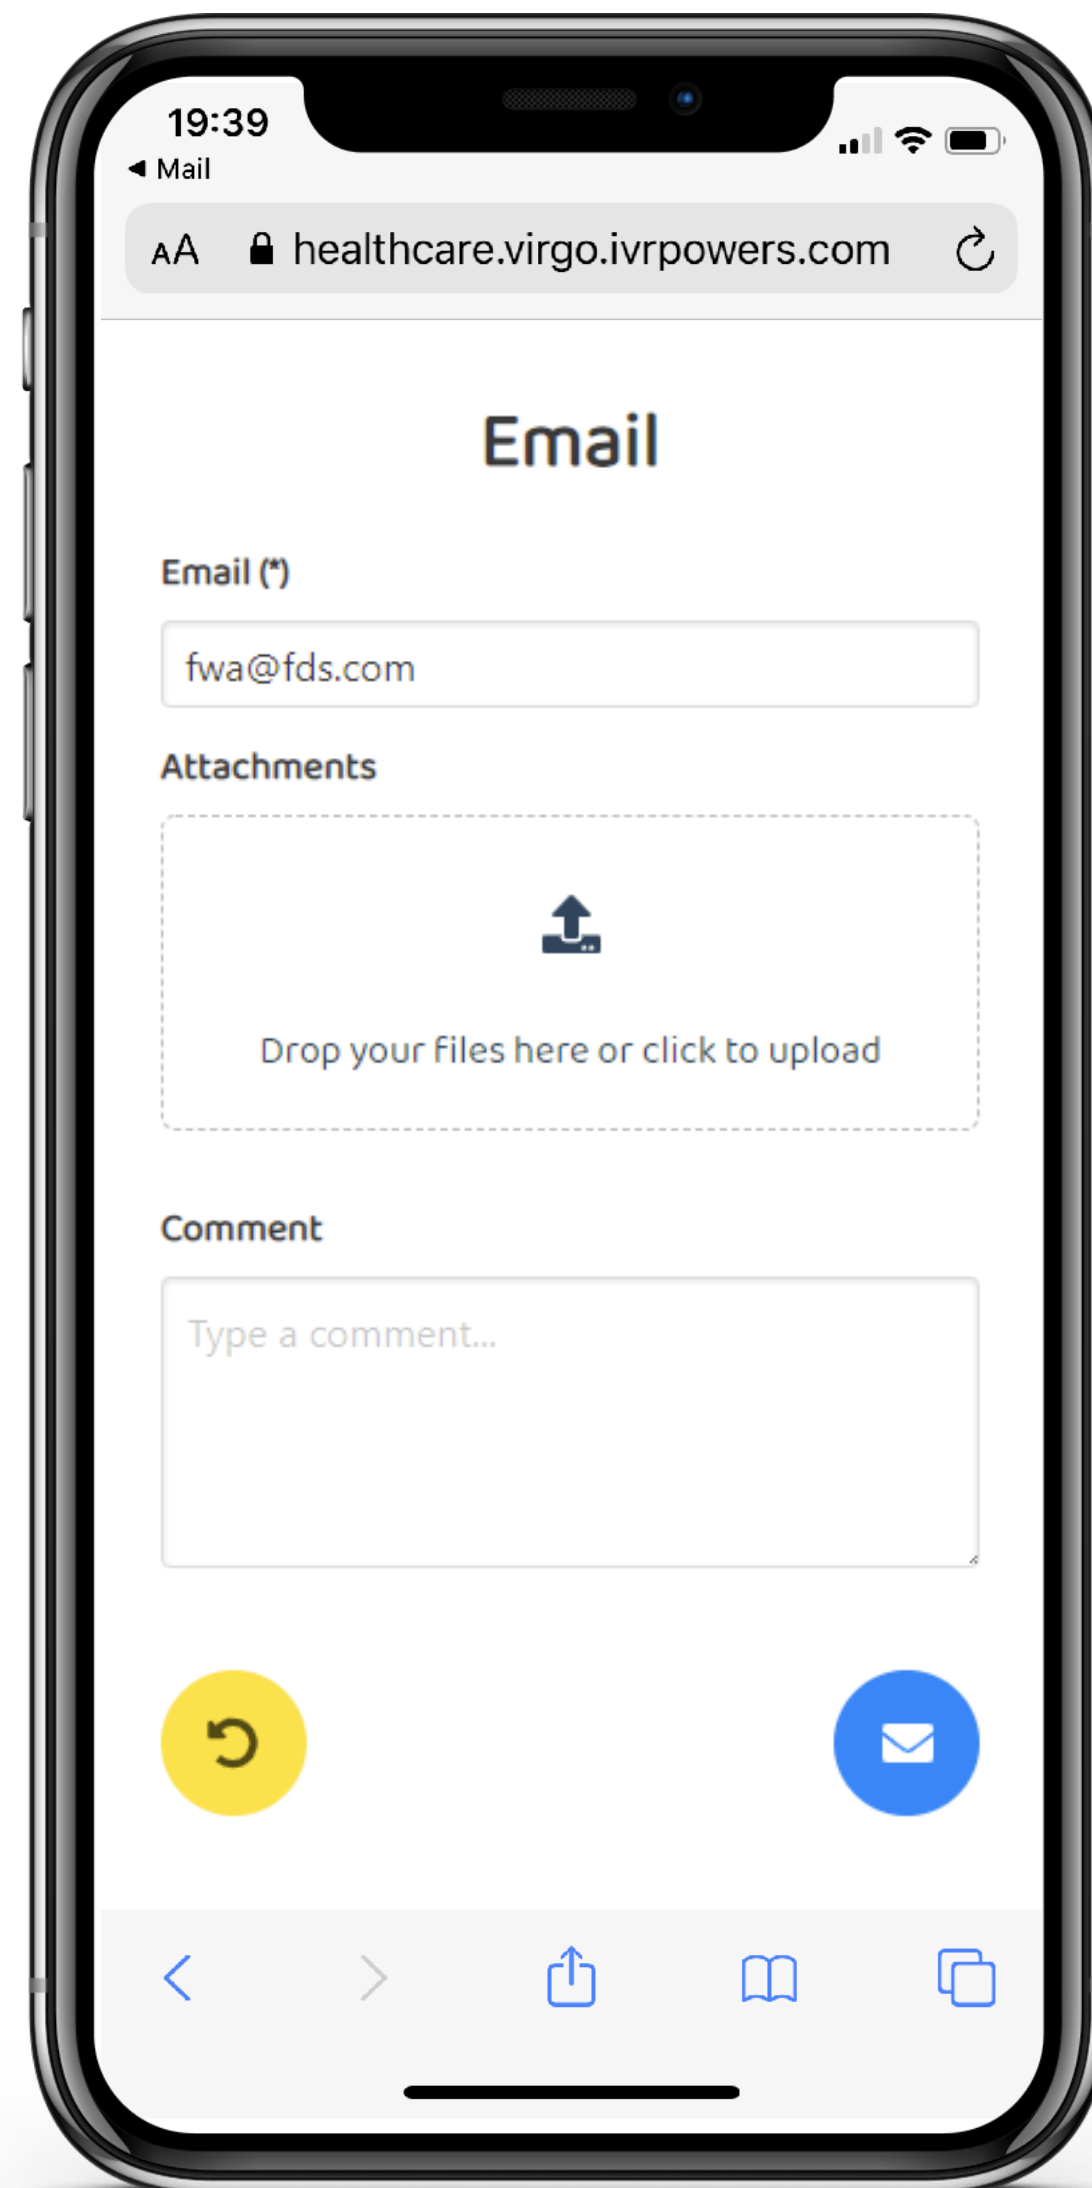 19:39
◀ Mail
AA healthcare.virgo.ivrpowers.com
Email
Email (*)
fwa@fds.com
Attachments
Drop your files here or click to upload
Comment
Type a comment...